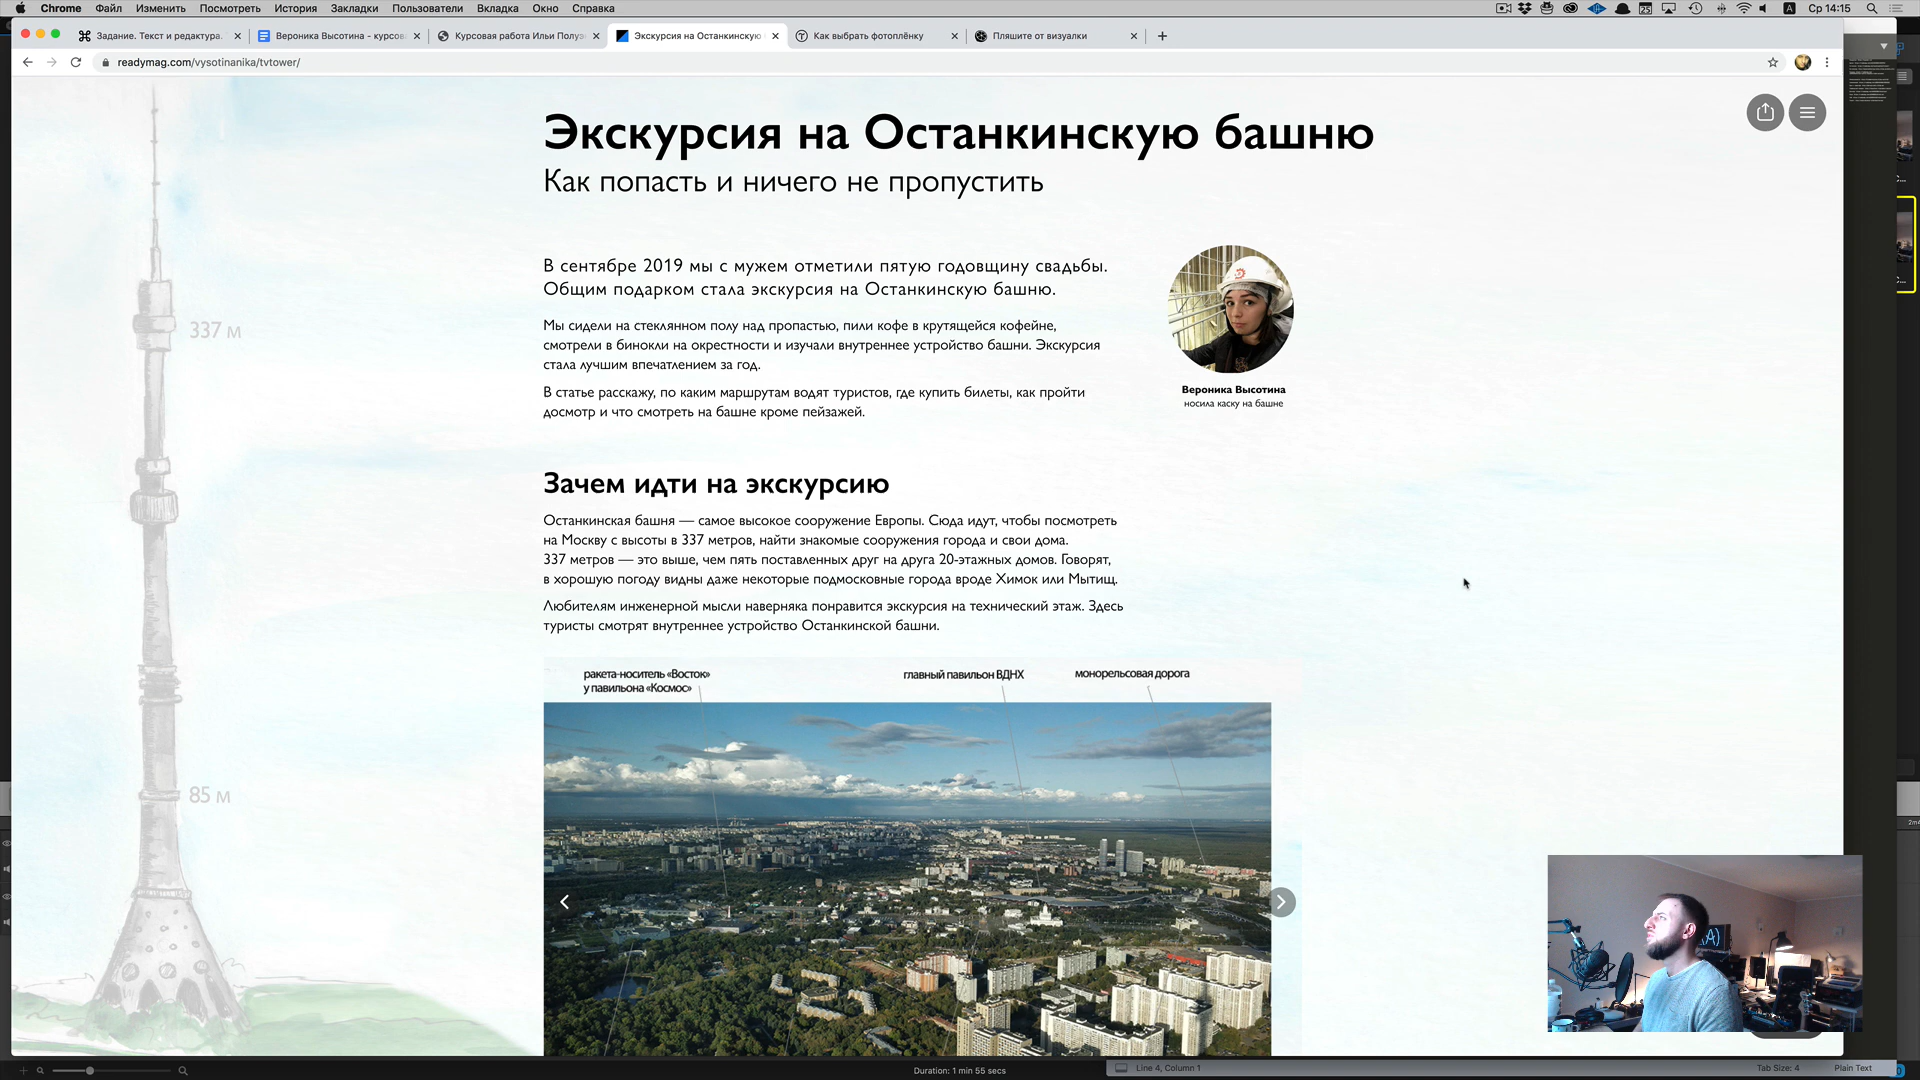 Chrome Файл Изменить Посмотреть История Закладки Пользователи Вкладка Окно Справка
Ср 14:15
Задание. Текст и редактура.
Вероника Высотина - курсов
Курсовая работа Ильи Полуэ
Экскурсия на Останкинскую
Как выбрать фотоплёнку
Пляшите от визуалки
readymag.com/vysotinanika/tvtower/
Экскурсия на Останкинскую башню
Как попасть и ничего не пропустить
В сентябре 2019 мы с мужем отметили пятую годовщину свадьбы.
Общим подарком стала экскурсия на Останкинскую башню.
Мы сидели на стеклянном полу над пропастью, пили кофе в крутящейся кофейне,
смотрели в бинокли на окрестности и изучали внутреннее устройство башни. Экскурсия
стала лучшим впечатлением за год.
В статье расскажу, по каким маршрутам водят туристов, где купить билеты, как пройти
досмотр и что смотреть на башне кроме пейзажей.
Вероника Высотина
носила каску на башне
337 м
Зачем идти на экскурсию
Останкинская башня — самое высокое сооружение Европы. Сюда идут, чтобы посмотреть
на Москву с высоты в 337 метров, найти знакомые сооружения города и свои дома.
337 метров — это выше, чем пять поставленных друг на друга 20-этажных домов. Говорят,
в хорошую погоду видны даже некоторые подмосковные города вроде Химок или Мытищ.
Любителям инженерной мысли наверняка понравится экскурсия на технический этаж. Здесь
туристы смотрят внутреннее устройство Останкинской башни.
ракета-носитель «Восток»
у павильона «Космос»
главный павильон ВДНХ
монорельсовая дорога
85 м
Duration: 1 min 55 secs
Line 4, Column 1
Tab Size: 4
Plain Text